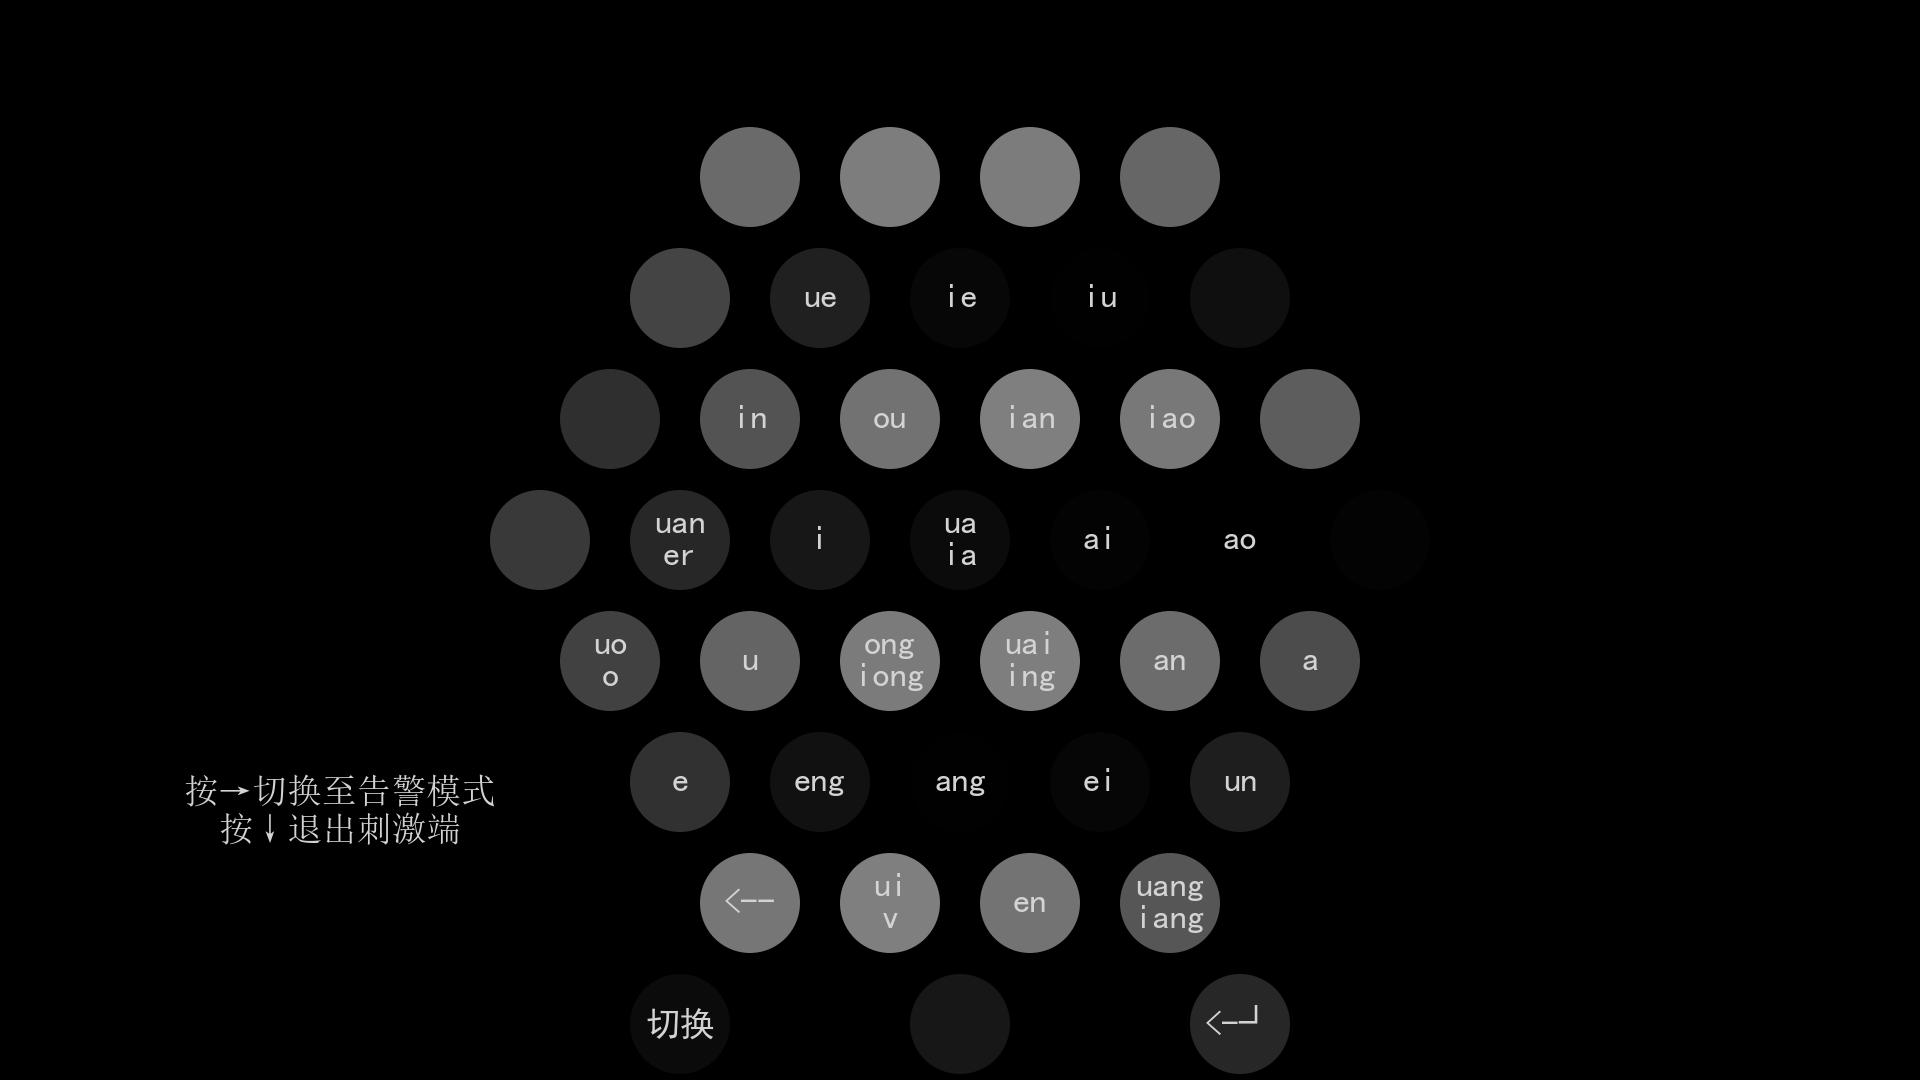 ue ie iu
in ou ian iao
uan
er
i
ua
ia
ai
ao
uo
o
u
ong
iong
uai
ing
an
a
e eng ang ei un
按→切换至告警模式
按↓退出刺激端
<--
ui
v
en
uang
iang
切换
<-┘